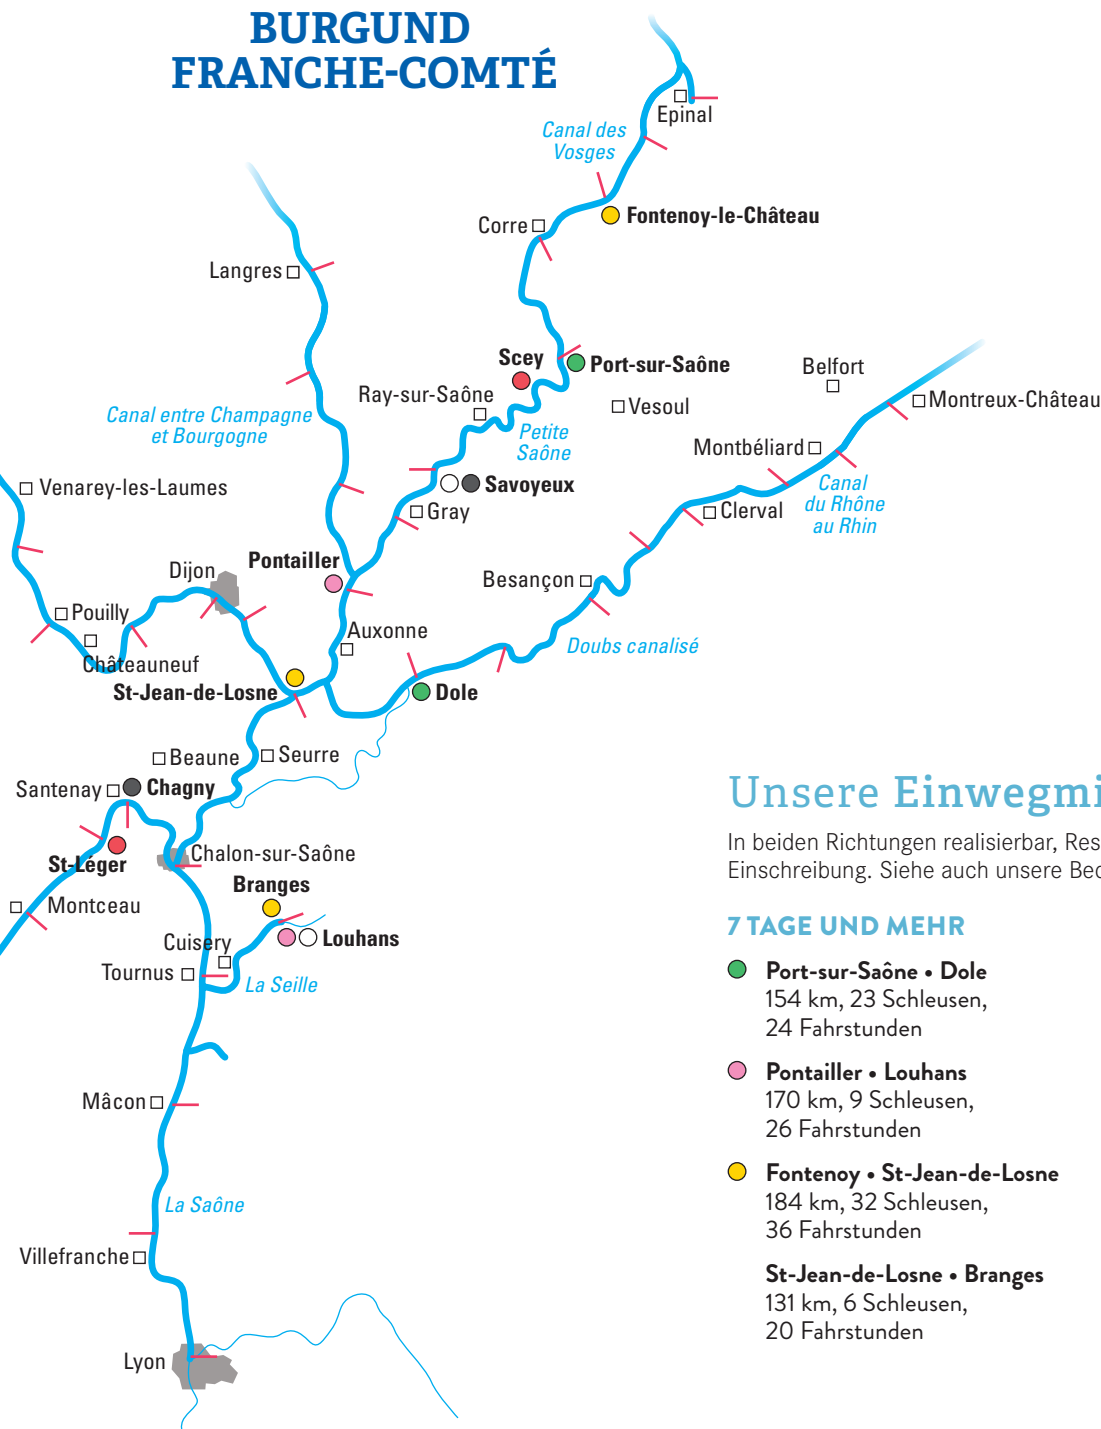 BURGUND
FRANCHE-COMTÉ
Epinal
Canal des
Vosges
Fontenoy-le-Château
Corre
Langres
Scey
Port-sur-Saône
Belfort
Ray-sur-Saône
Vesoul
Montreux-Château
Canal entre Champagne
et Bourgogne
Petite
Saône
Montbéliard
Venarey-les-Laumes
Savoyeux
Canal
du Rhône
au Rhin
Gray
Clerval
Dijon
Pontailler
Besançon
Pouilly
Auxonne
Châteauneuf
Doubs canalisé
St-Jean-de-Losne
Dole
Beaune
Seurre
Santenay
Chagny
St-Léger
Chalon-sur-Saône
Branges
Montceau
Cuisery
Louhans
Tournus
La Seille
Mâcon
La Saône
Villefranche
Lyon
Unsere Einwegmi
In beiden Richtungen realisierbar, Res
Einschreibung. Siehe auch unsere Bed
7 TAGE UND MEHR
Port-sur-Saône • Dole
154 km, 23 Schleusen,
24 Fahrstunden
Pontailler • Louhans
170 km, 9 Schleusen,
26 Fahrstunden
Fontenoy • St-Jean-de-Losne
184 km, 32 Schleusen,
36 Fahrstunden
St-Jean-de-Losne • Branges
131 km, 6 Schleusen,
20 Fahrstunden